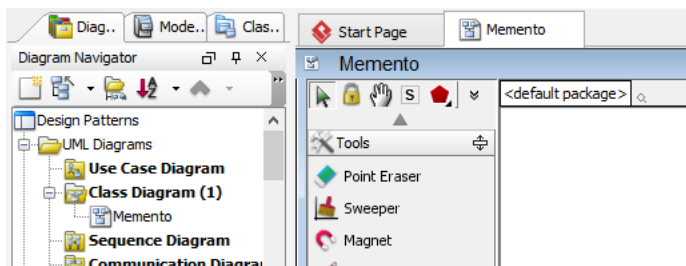 Diag..
Mode..
Clas..
Start Page
Memento
Diagram Navigator
Memento
S
<default package>
Design Patterns
UML Diagrams
Tools
Use Case Diagram
Point Eraser
Class Diagram (1)
Sweeper
Memento
Sequence Diagram
Magnet